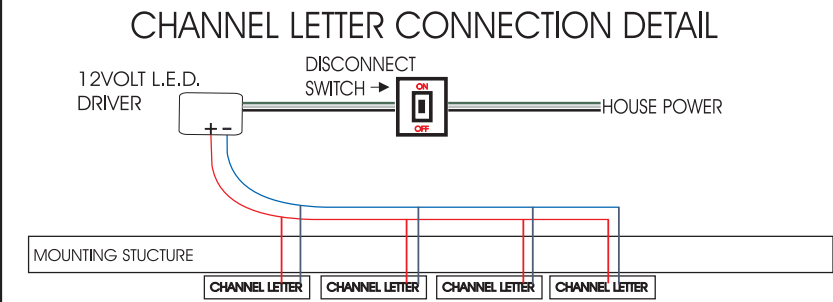 CHANNEL LETTER CONNECTION DETAIL
12VOLT L.E.D.
DRIVER
DISCONNECT
SWITCH
ON
OFF
HOUSE POWER
+ -
MOUNTING STUCTURE
CHANNEL LETTER
CHANNEL LETTER
CHANNEL LETTER
CHANNEL LETTER